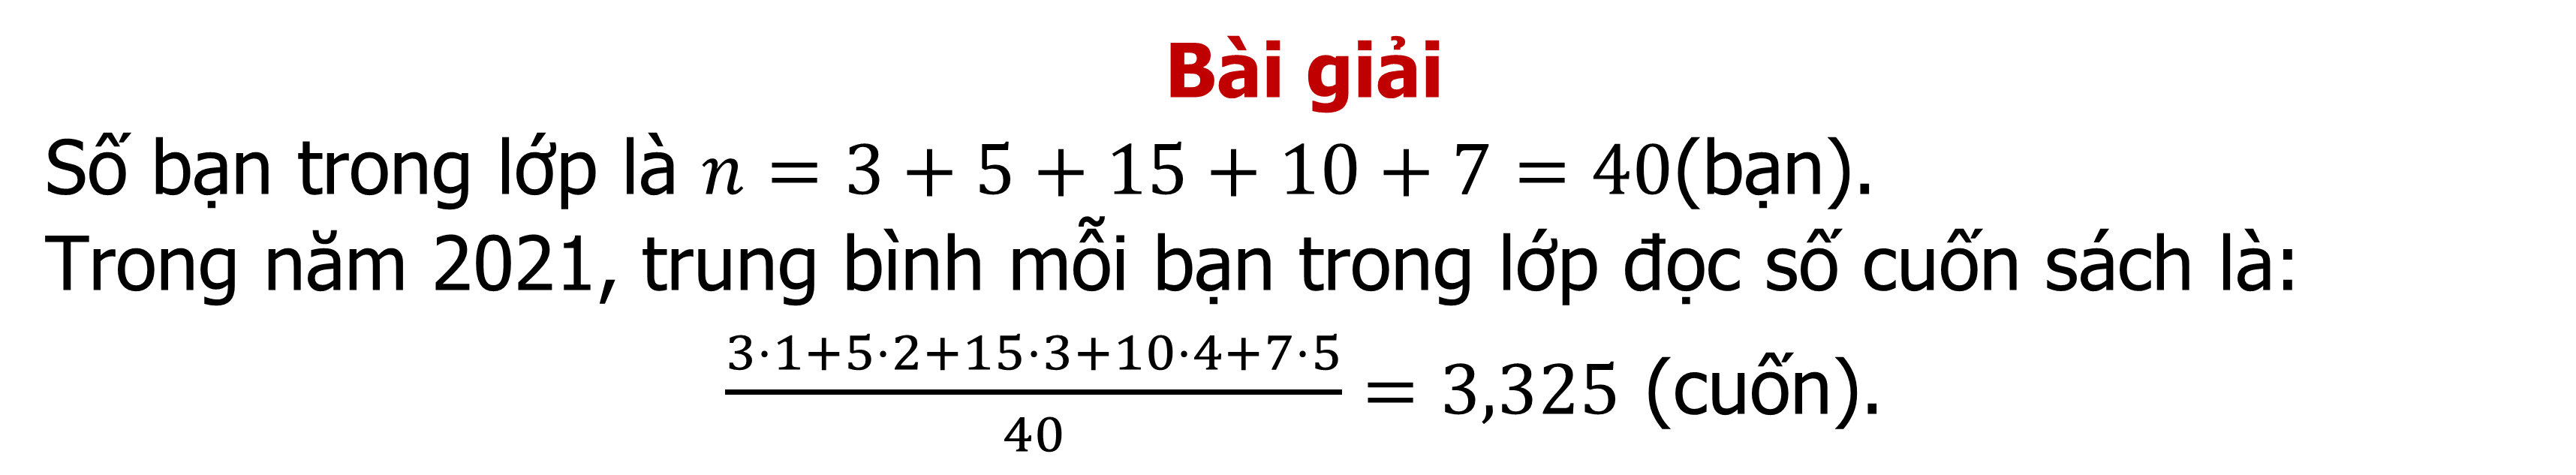 Bài giải
Số bạn trong lớp là n = 3 + 5 + 15 + 10 + 7 = 40(bạn).
Trong năm 2021, trung bình mỗi bạn trong lớp đọc số cuốn sách là:
3·1+5·2+15·3+10·4+7·5
40
= 3,325 (cuốn).